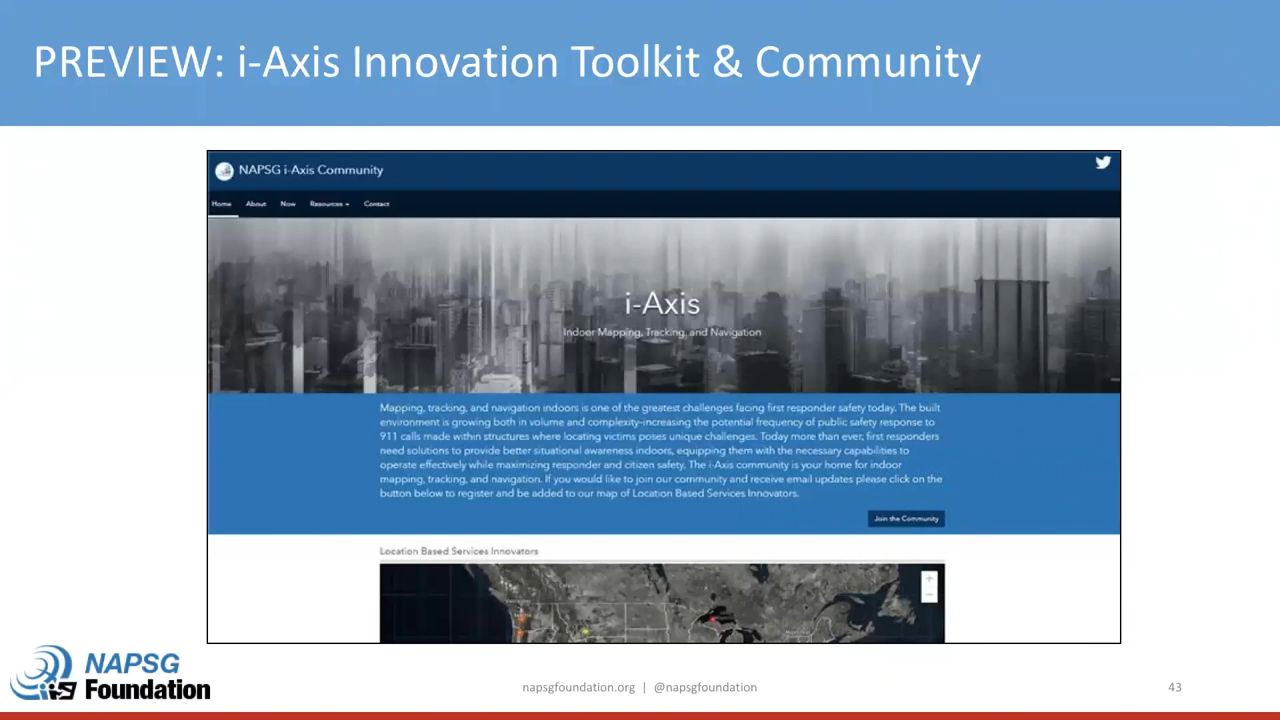 PREVIEW: i-Axis Innovation Toolkit & Community
NAPSG i-Axis Community
Home About Now Resources Contact
i-Axis
Indoor Mapping, Tracking, and Navigation
Mapping, tracking, and navigation indoors is one of the greatest challenges facing first responder safety today. The built
environment is growing both in volume and complexity-increasing the potential frequency of public safety response to
911 calls made within structures where locating victims poses unique challenges. Today more than ever, first responders
need solutions to provide better situational awareness indoors, equipping them with the necessary capabilities to
operate effectively while maximizing responder and citizen safety. The i-Axis community is your home for indoor
mapping, tracking, and navigation. If you would like to join our community and receive email updates please click on the
button below to register and be added to our map of Location Based Services Innovators.
Join the Community
Location Based Services Innovators
NAPSG
Foundation
napsgfoundation.org | @napsgfoundation
43